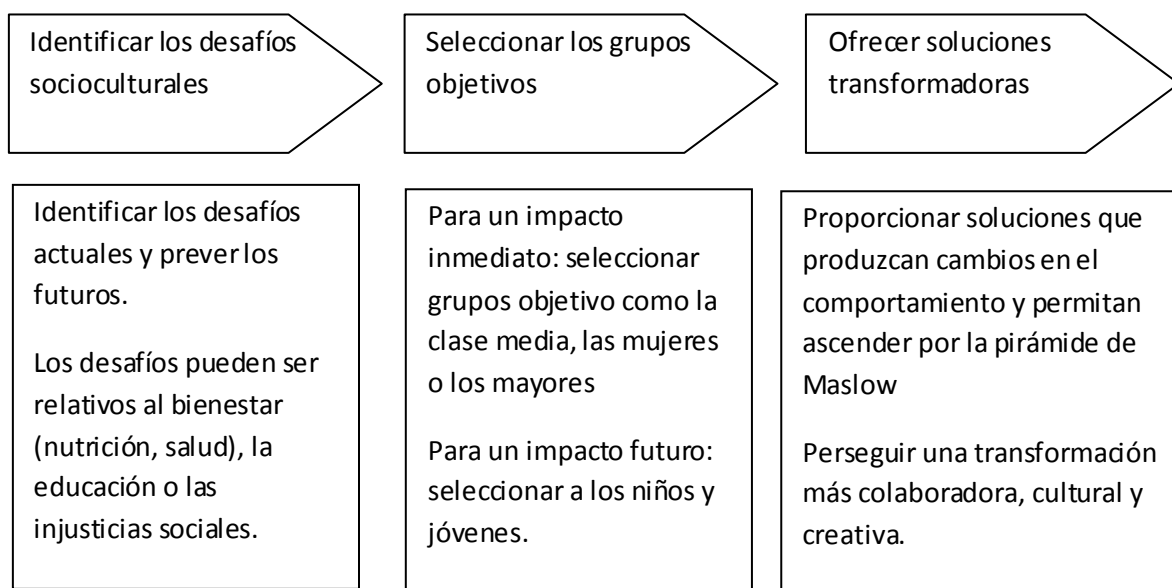 Identificar los desafíos
socioculturales
Seleccionar los grupos
objetivos
Ofrecer soluciones
transformadoras
Identificar los desafíos
actuales y prever los
futuros.
Los desafíos pueden ser
relativos al bienestar
(nutrición, salud), la
educación o las
injusticias sociales.
Para un impacto
inmediato: seleccionar
grupos objetivo como la
clase media, las mujeres
o los mayores
Para un impacto futuro:
seleccionar a los niños y
jóvenes.
Proporcionar soluciones que
produzcan cambios en el
comportamiento y permitan
ascender por la pirámide de
Maslow
Perseguir una transformación
más colaboradora, cultural y
creativa.